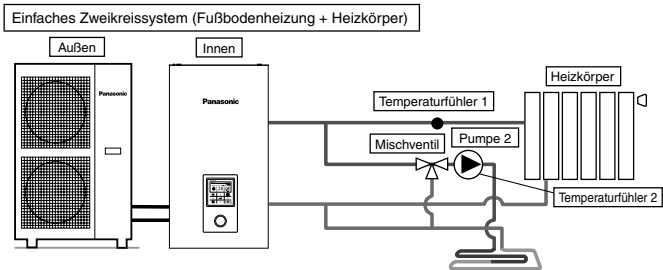 Einfaches Zweikreissystem (Fußbodenheizung + Heizkörper)
Außen
Innen
Heizkörper
Panasonic
Panasonic
Temperaturfühler 1
Mischventil
Pumpe 2
Temperaturfühler 2